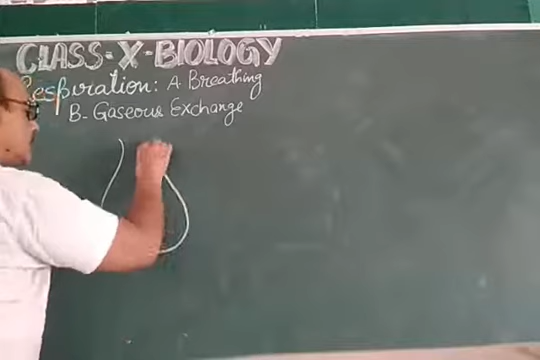 CLASS-X-BIOLOGY
Respiration: A. Breathing
B- Gaseous Exchange